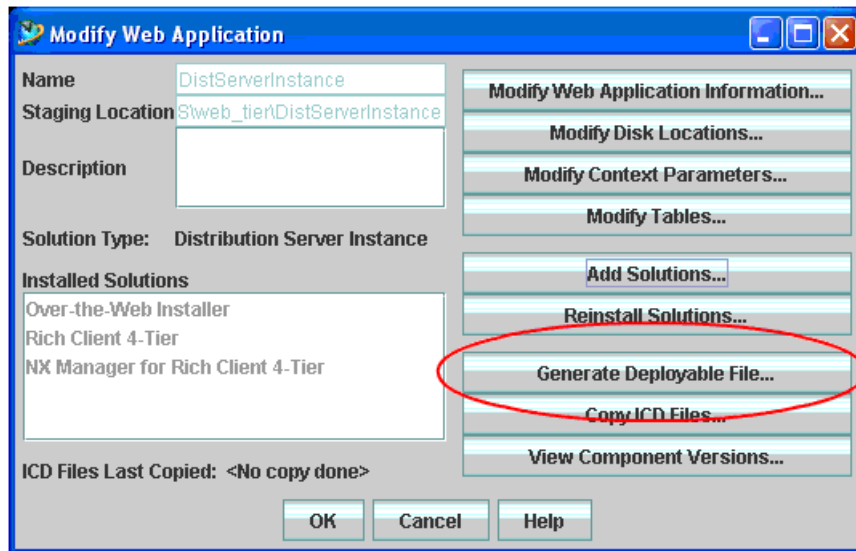 Modify Web Application
Name
DistServerInstance
Staging Location
S\web_tier\DistServerInstance
Description
Solution Type: Distribution Server Instance
Installed Solutions
Over-the-Web Installer
Rich Client 4-Tier
NX Manager for Rich Client 4-Tier
ICD Files Last Copied: <No copy done>
Modify Web Application Information...
Modify Disk Locations...
Modify Context Parameters...
Modify Tables...
Add Solutions...
Reinstall Solutions...
Generate Deployable File...
Copy ICD Files...
View Component Versions...
OK
Cancel
Help